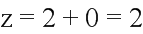 z = 2 + 0 = 2